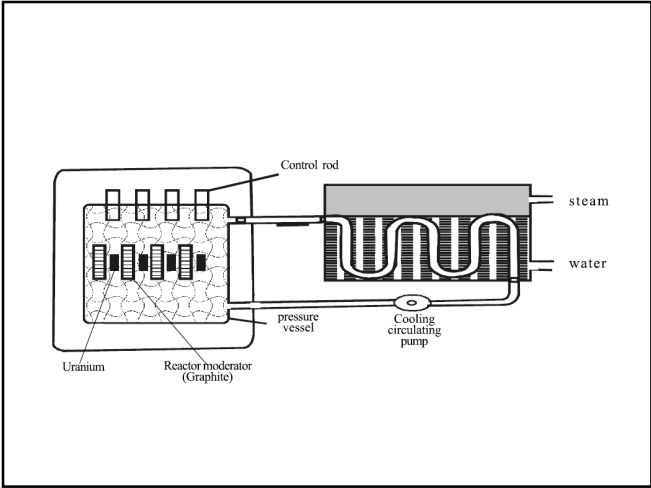 Control rod
steam
water
pressure
vessel
Cooling
circulating
pump
Uranium
Reactor moderator
(Graphite)